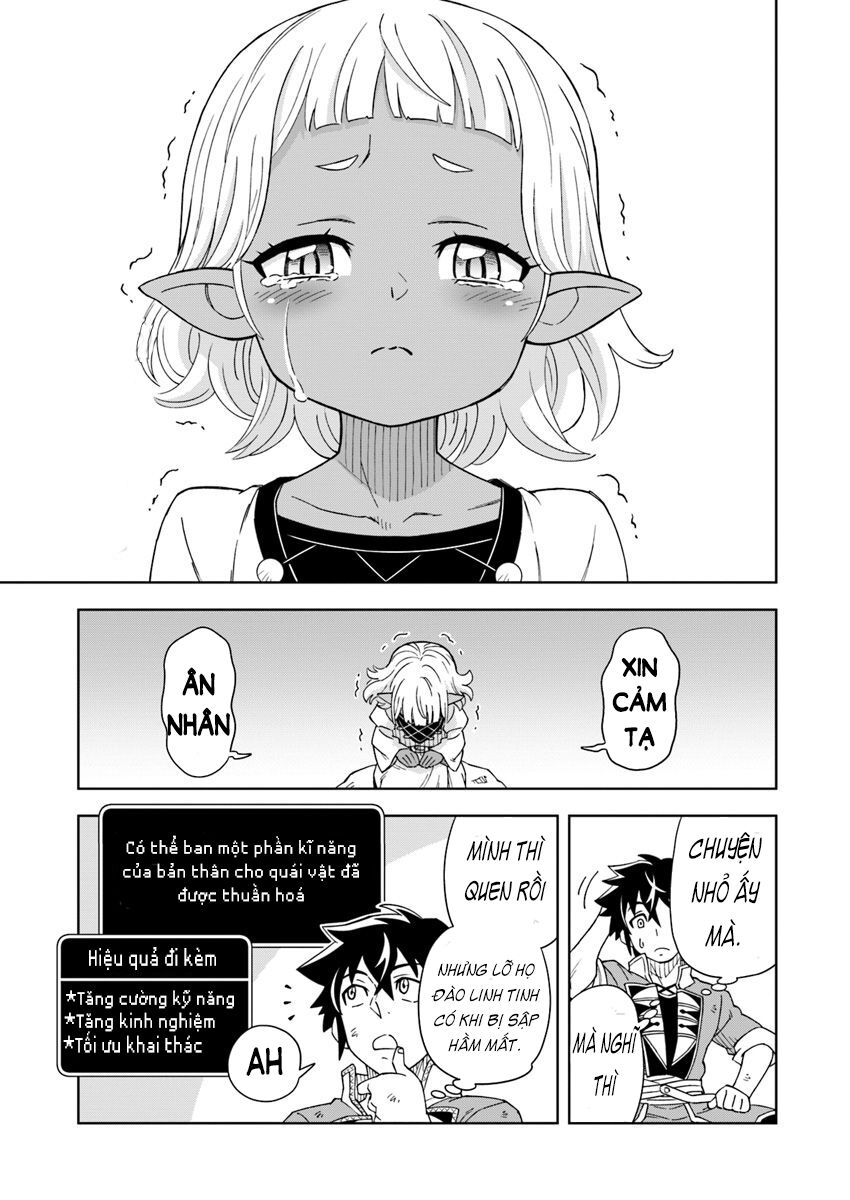 XIN
CẢM
TẠ
ÂN
NHÂN
CHUYỆN
NHỎ ẤY
MÀ.
MÀ NGHĨ
THÌ
MÌNH THÌ
QUEN RỒI
NHƯNG LỠ HỌ
ĐÀO LINH TINH
CÓ KHI BỊ SẬP
HẦM MẤT.
Có thể ban một phần kĩ năng
của bản thân cho quái vật đã
được thuần hoá
Hiệu quả đi kèm
*Tăng cường kỹ năng
*Tăng kinh nghiệm
*Tối ưu khai thác
AH